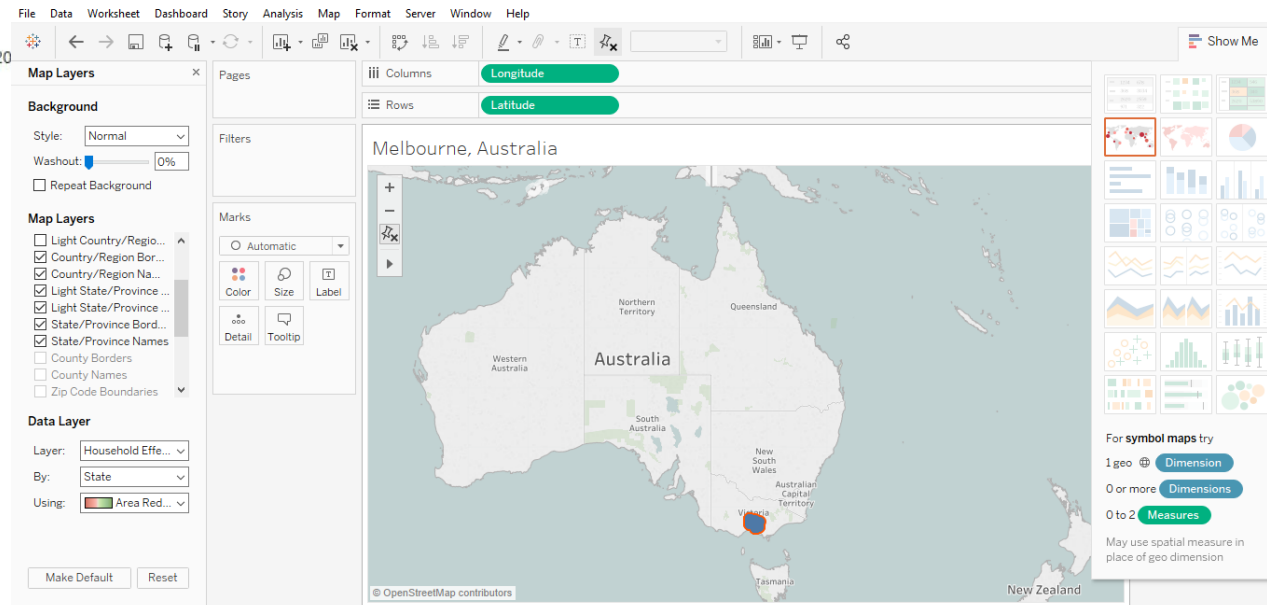 File Data Worksheet Dashboard Story Analysis Map Format Server Window Help
20
Show Me
Map Layers ×
Background
Style: Normal
Washout: 0%
Repeat Background
Map Layers
Light Country/Regio...
Country/Region Bor...
Country/Region Na...
Light State/Province ...
Light State/Province ...
State/Province Bord...
State/Province Names
County Borders
County Names
Zip Code Boundaries
Data Layer
Layer: Household Effe...
By: State
Using: Area Red...
Make Default Reset
Pages
Filters
Marks
Automatic
Color Size Label
Detail Tooltip
Columns Longitude
Rows Latitude
Melbourne, Australia
Northern
Territory
Queensland
Western
Australia
Australia
South
Australia
New
South
Wales
Australian
Capital
Territory
Victoria
Tasmania
New Zealand
© OpenStreetMap contributors
For symbol maps try
1 geo Dimension
0 or more Dimensions
0 to 2 Measures
May use spatial measure in
place of geo dimension